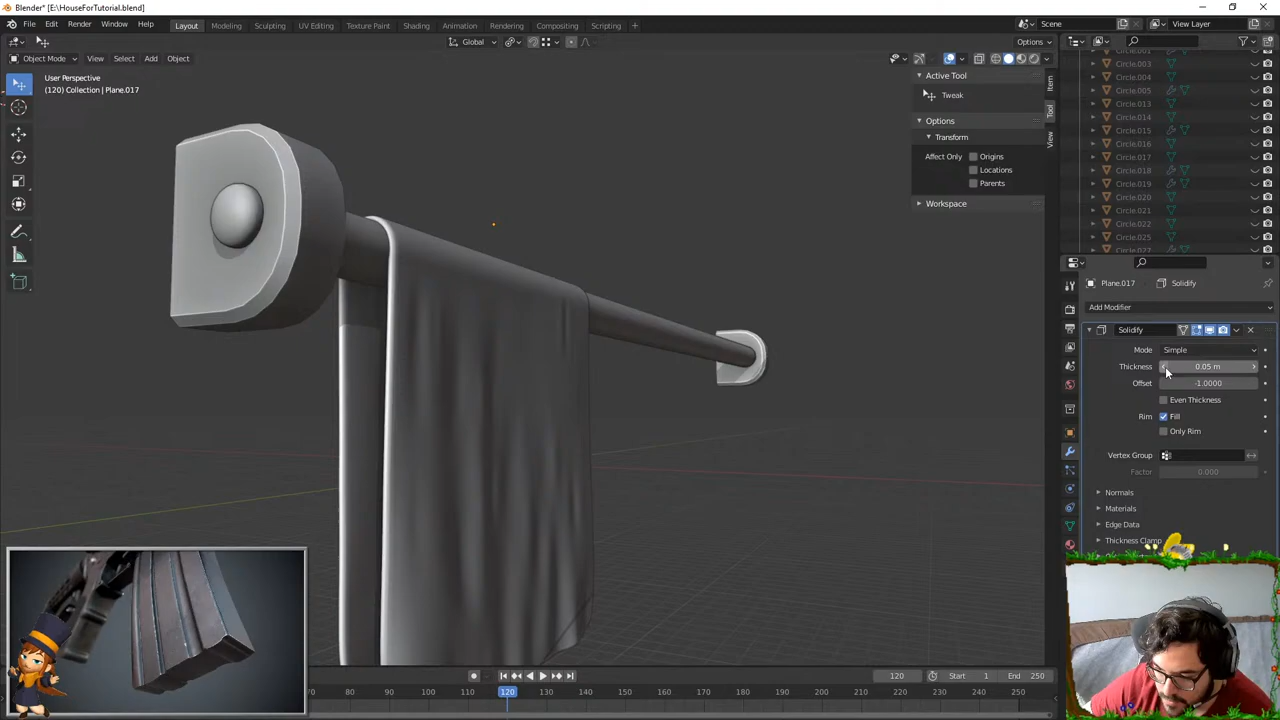 Blender* [E:\HouseForTutorial.blend]
File Edit Render Window Help Layout Modeling Sculpting UV Editing Texture Paint Shading Animation Rendering Compositing Scripting + Scene View Layer
Global Options
Object Mode View Select Add Object
User Perspective
(120) Collection | Plane.017
Active Tool
Tweak
Options
Transform
Affect Only Origins
Locations
Parents
Workspace
Item
Tool
View
Circle.003
Circle.004
Circle.005
Circle.013
Circle.014
Circle.015
Circle.016
Circle.017
Circle.018
Circle.019
Circle.020
Circle.021
Circle.022
Circle.025
Circle.027
Plane.017 Solidify
Add Modifier
Solidify
Mode Simple
Thickness 0.05 m
Offset -1.0000
Even Thickness
Rim Fill
Only Rim
Vertex Group
Factor 0.000
Normals
Materials
Edge Data
Thickness Clamp
120 Start 1 End 250
70 80 90 100 110 120 130 140 150 160 170 180 190 200 210 220 230 240 250